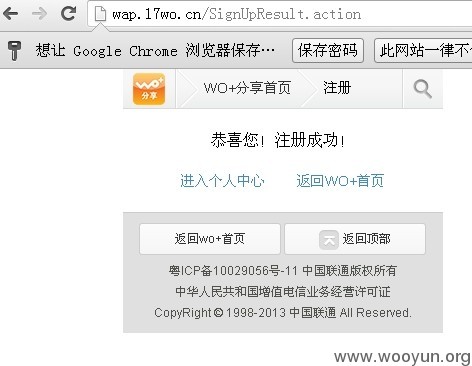 wap.17wo.cn/SignUpResult.action
想让 Google Chrome 浏览器保存… 保存密码 此网站一律不
WO+ 分享 WO+分享首页 注册
恭喜您！注册成功！
进入个人中心 返回WO+首页
返回wo+首页 返回顶部
粤ICP备10029056号-11 中国联通版权所有
中华人民共和国增值电信业务经营许可证
CopyRight © 1998-2013 中国联通 All Reserved.
www.wooyun.org